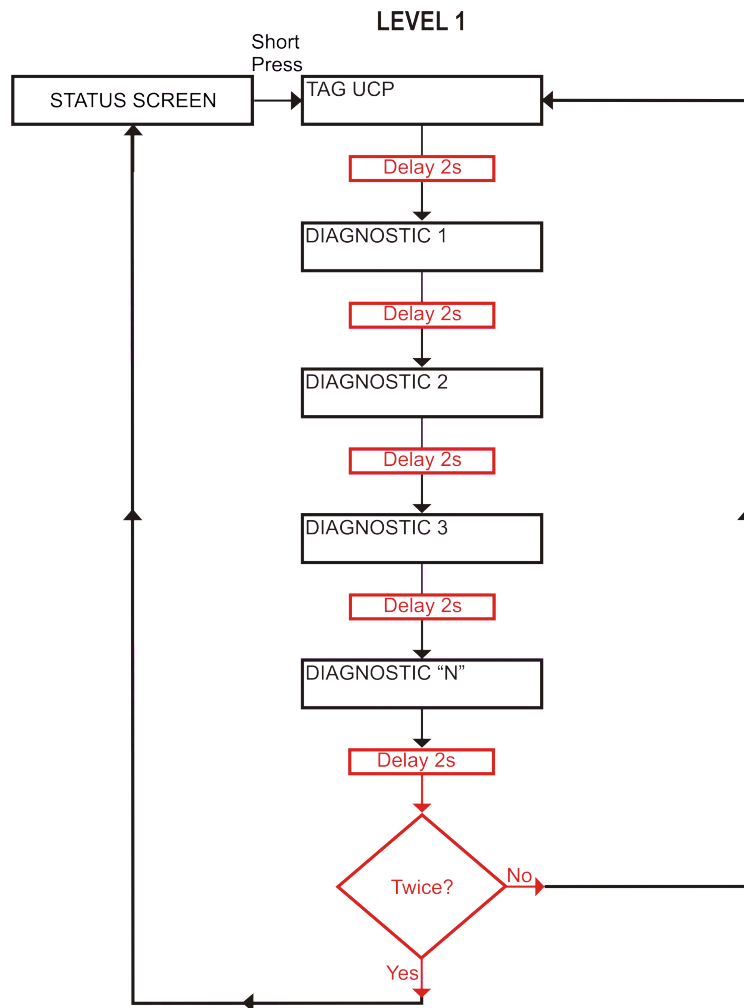 LEVEL 1
Short
Press
STATUS SCREEN
TAG UCP
Delay 2s
DIAGNOSTIC 1
Delay 2s
DIAGNOSTIC 2
Delay 2s
DIAGNOSTIC 3
Delay 2s
DIAGNOSTIC “N”
Delay 2s
Twice?
No
Yes